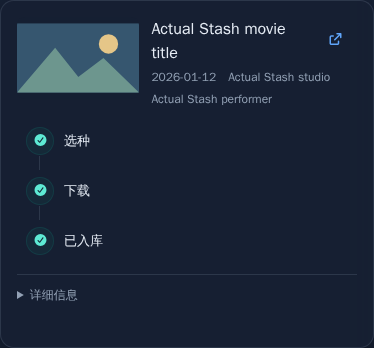 Actual Stash movie
title
2026-01-12 Actual Stash studio
Actual Stash performer
选种
下载
已入库
详细信息